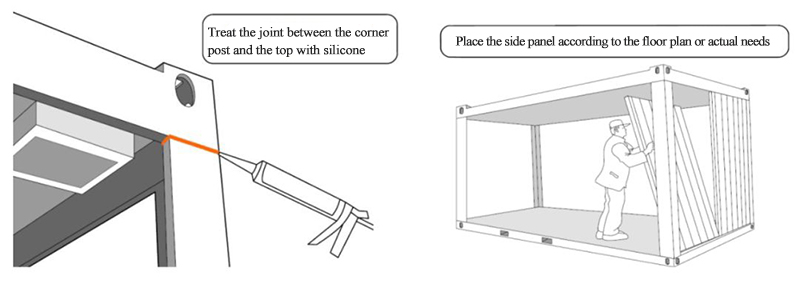 Treat the joint between the corner
post and the top with silicone
Place the side panel according to the floor plan or actual needs